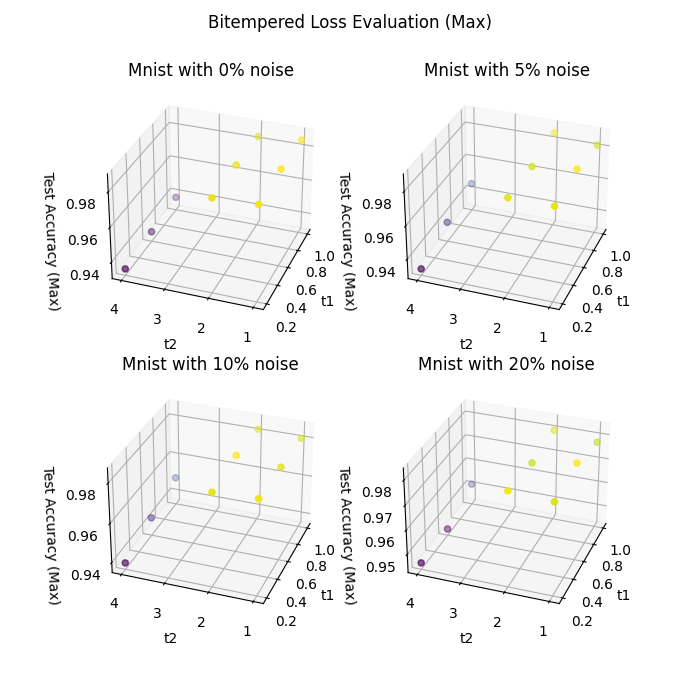 Bitempered Loss Evaluation (Max)
Mnist with 0% noise
Test Accuracy (Max)
0.98
0.96
0.94
4
3
2
1
t2
1.0
0.8
0.6
0.4
0.2
t1
Mnist with 5% noise
Test Accuracy (Max)
0.98
0.96
0.94
4
3
2
1
t2
1.0
0.8
0.6
0.4
0.2
t1
Mnist with 10% noise
Test Accuracy (Max)
0.98
0.96
0.94
4
3
2
1
t2
1.0
0.8
0.6
0.4
0.2
t1
Mnist with 20% noise
Test Accuracy (Max)
0.98
0.97
0.96
0.95
4
3
2
1
t2
1.0
0.8
0.6
0.4
0.2
t1